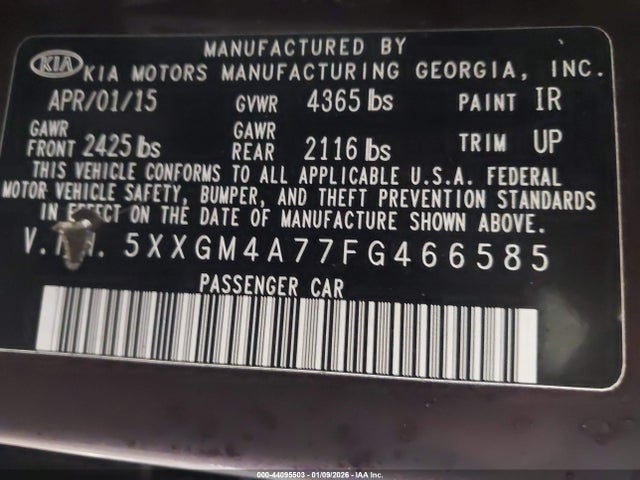 MANUFACTURED BY
KIA KIA MOTORS MANUFACTURING GEORGIA, INC.
APR/01/15 GVWR 4365 lbs PAINT IR
GAWR FRONT 2425 lbs GAWR REAR 2116 lbs TRIM UP
THIS VEHICLE CONFORMS TO ALL APPLICABLE U.S.A. FEDERAL
MOTOR VEHICLE SAFETY, BUMPER, AND THEFT PREVENTION STANDARDS
IN EFFECT ON THE DATE OF MANUFACTURE SHOWN ABOVE.
V.I.N. 5XXGM4A77FG466585
PASSENGER CAR
000-44095503 - 01/09/2026 - IAA Inc.